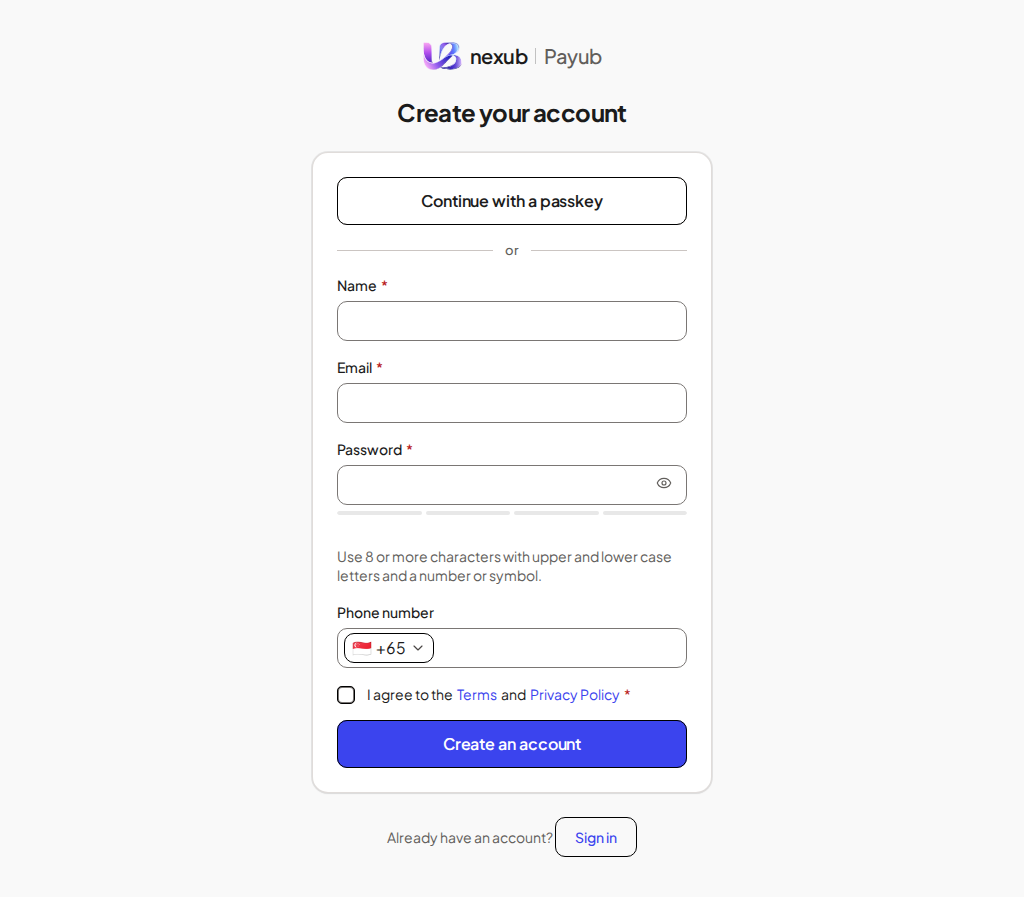 nexub | Payub
Create your account
Continue with a passkey
or
Name *
Email *
Password *
Use 8 or more characters with upper and lower case
letters and a number or symbol.
Phone number
+65
I agree to the Terms and Privacy Policy *
Create an account
Already have an account? Sign in